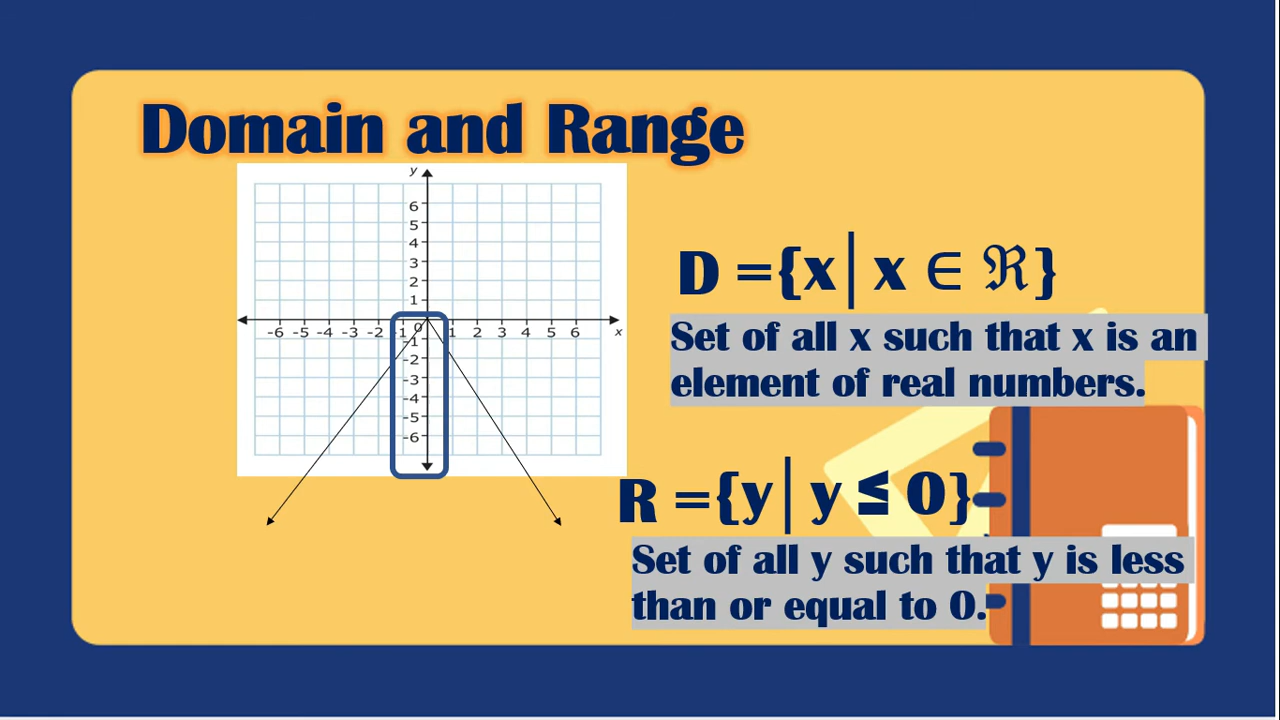 Domain and Range
y
6
5
4
3
2
1
-6 -5 -4 -3 -2 -1 0 1 2 3 4 5 6 x
-1
-2
-3
-4
-5
-6
D ={x| x ∈ ℜ}
Set of all x such that x is an
element of real numbers.
R ={y| y ≤ 0}
Set of all y such that y is less
than or equal to 0.